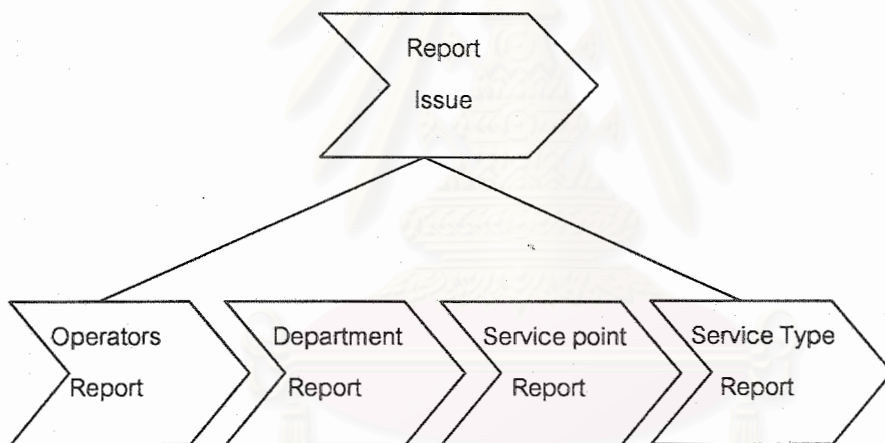 Report
Issue
Operators
Report
Department
Report
Service point
Report
Service Type
Report